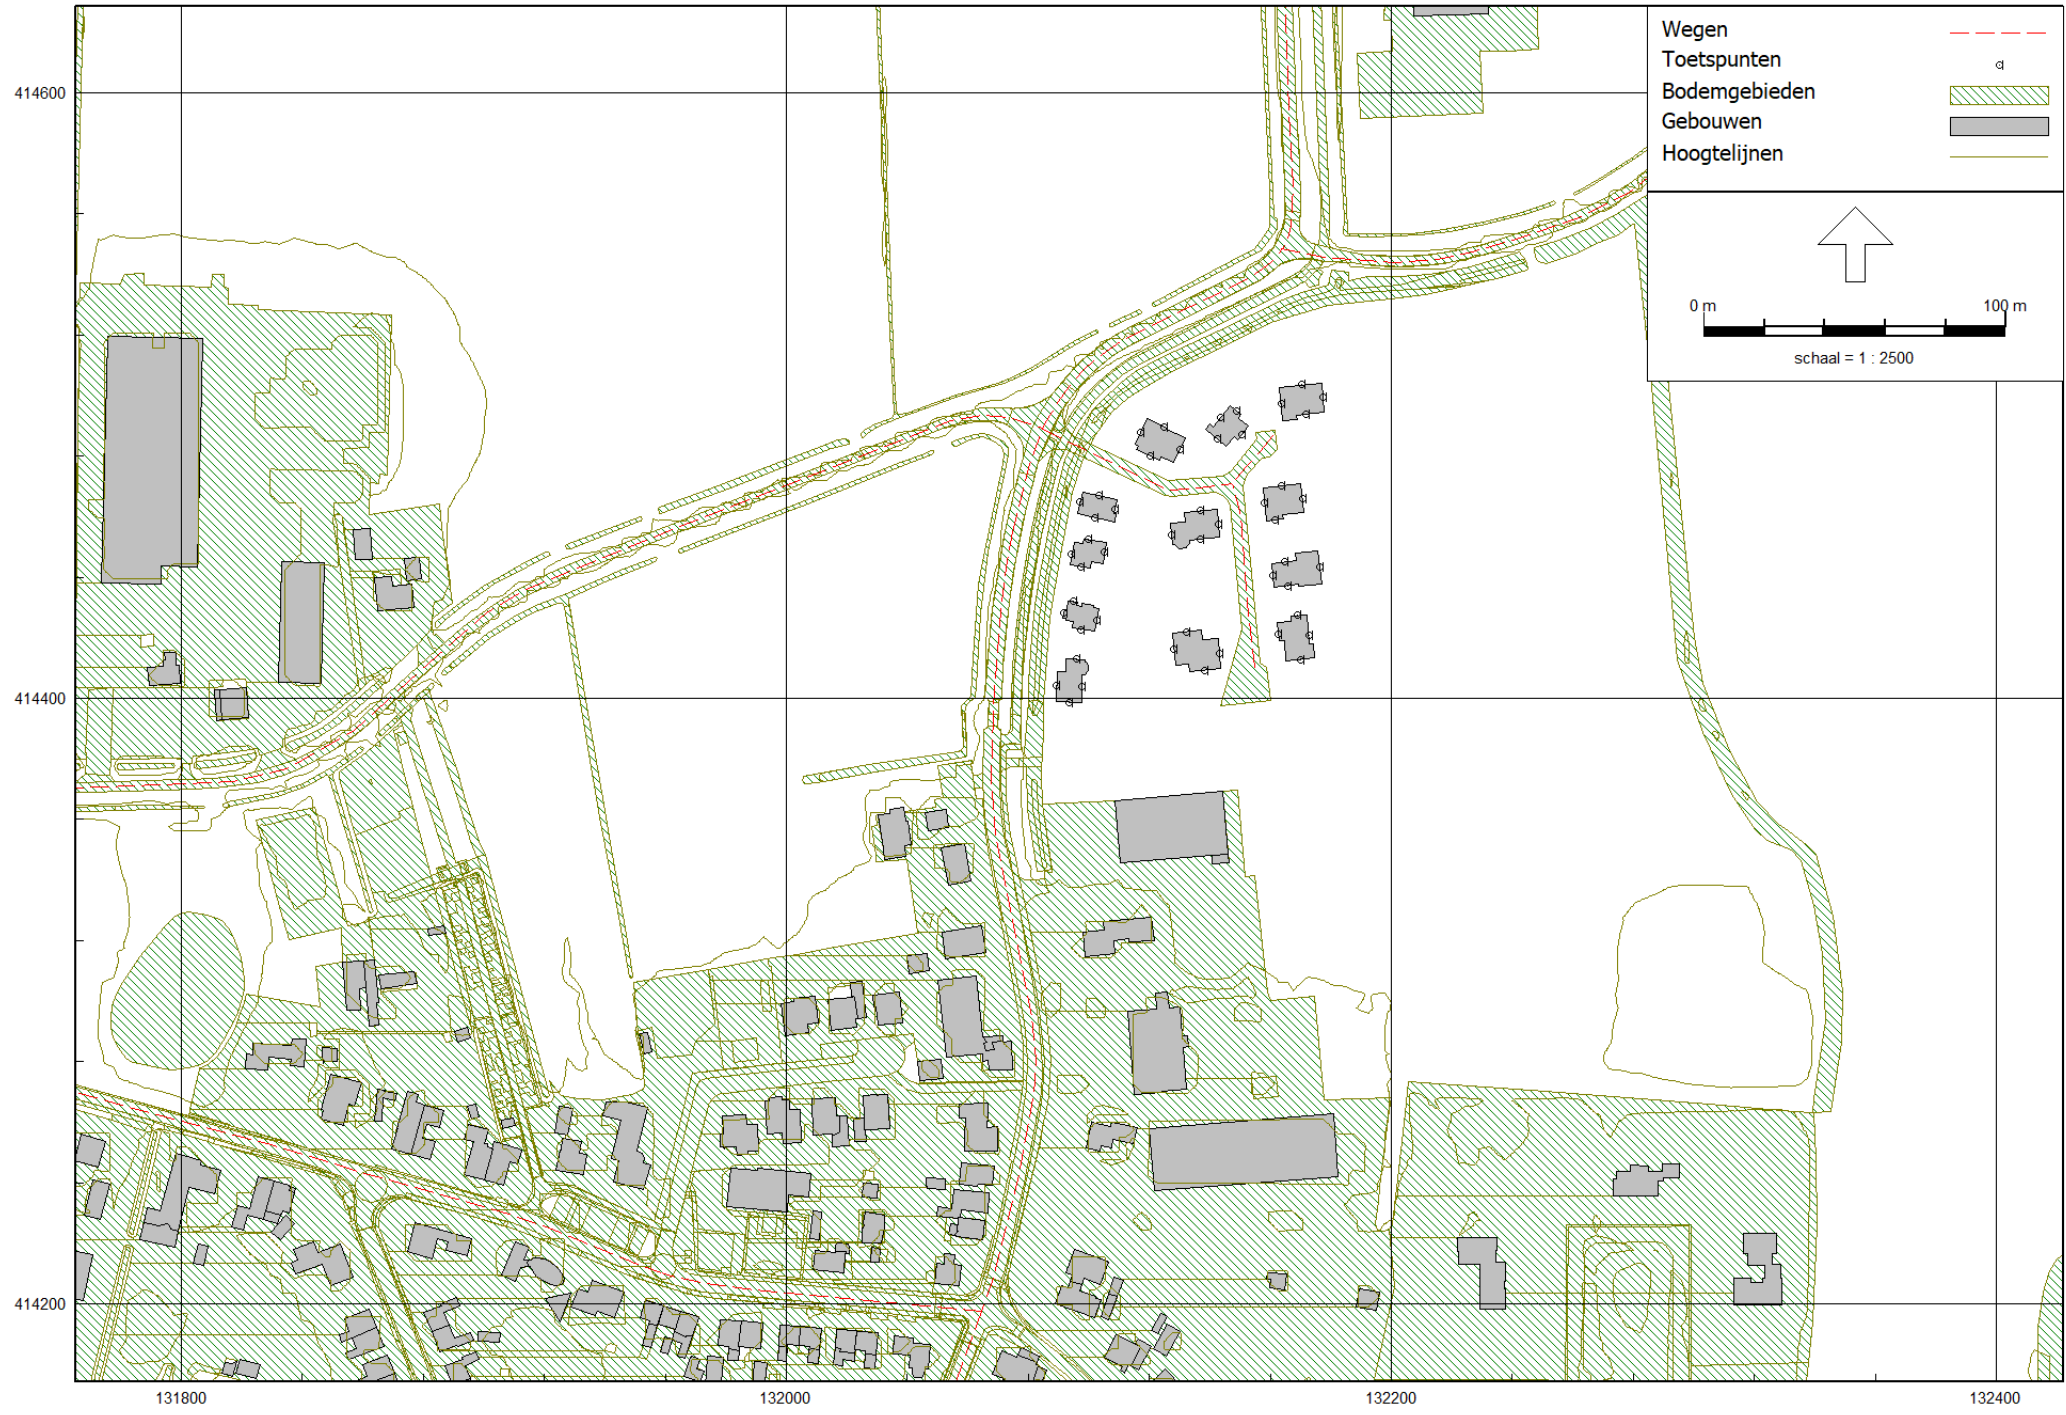 Wegen
Toetspunten
Bodemgebieden
Gebouwen
Hoogtelijnen
0 m 100 m
schaal = 1 : 2500
414600
414400
414200
131800 132000 132200 132400